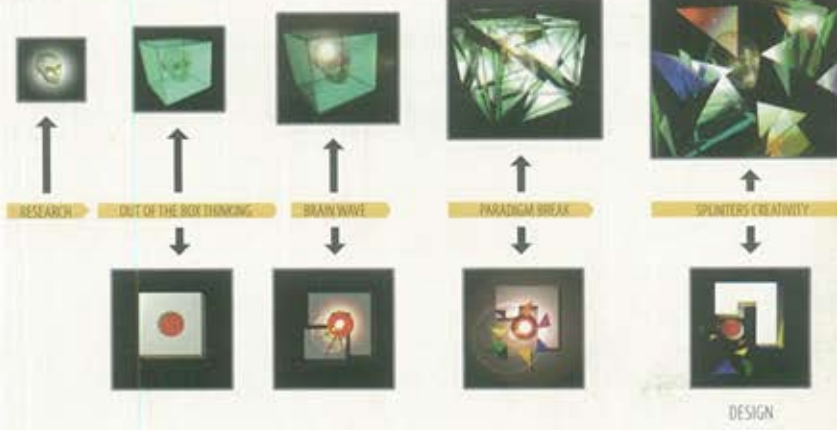 RESEARCH
OUT OF THE BOX THINKING
BRAIN WAVE
PARADIGM BREAK
SPLINTERS CREATIVITY
DESIGN